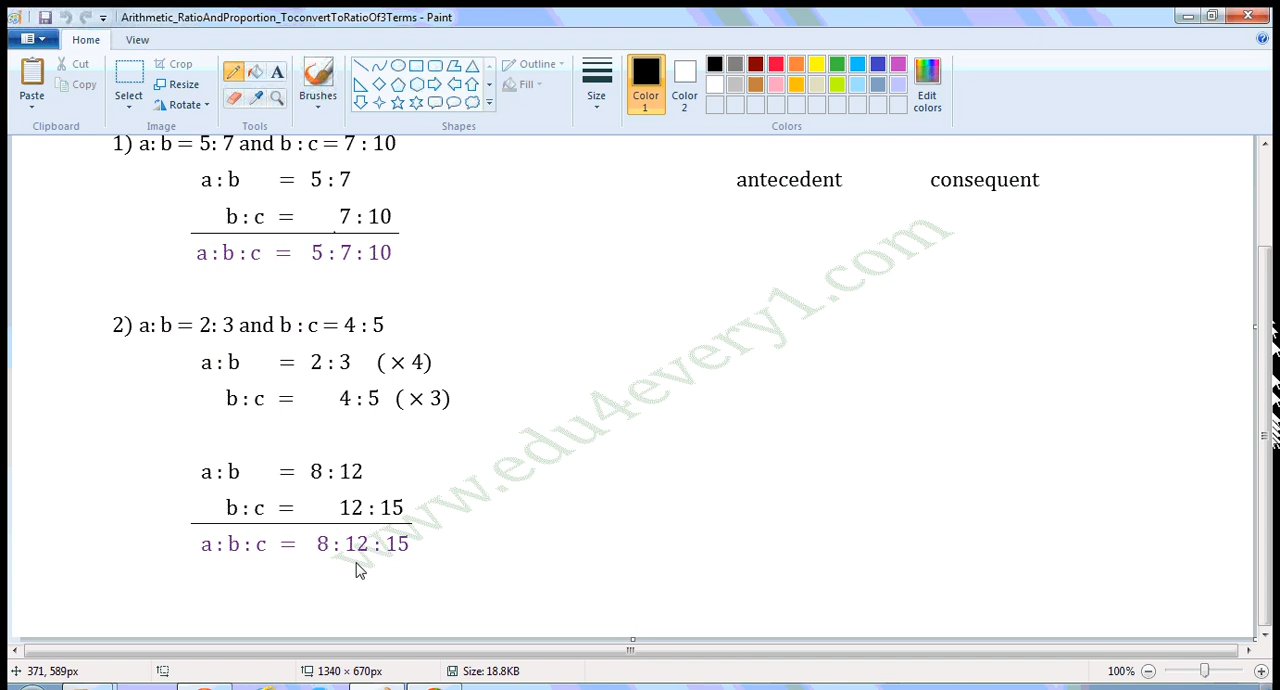 Arithmetic_RatioAndProportion_ToconvertToRatioOf3Terms - Paint
Home View
Paste Cut Copy Select Crop Resize Rotate Brushes Outline Fill Size Color 1 Color 2 Edit colors
Clipboard Image Tools Shapes Colors
1) a: b = 5: 7 and b : c = 7 : 10
a : b = 5 : 7 antecedent consequent
b : c = 7 : 10
a : b : c = 5 : 7 : 10
2) a: b = 2: 3 and b : c = 4 : 5
a : b = 2 : 3 ( × 4)
b : c = 4 : 5 ( × 3)
a : b = 8 : 12
b : c = 12 : 15
a : b : c = 8 : 12 : 15
www.edu4every1.com
371, 589px 1340 × 670px Size: 18.8KB 100%